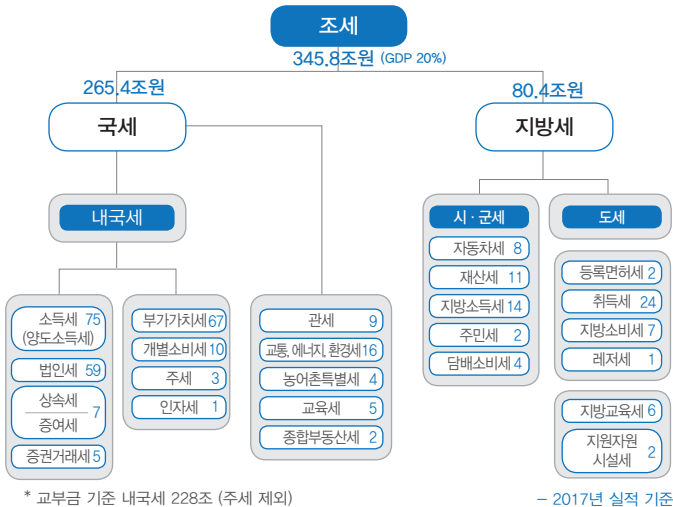 조세
345.8조원 (GDP 20%)
265.4조원
80.4조원
국세
지방세
내국세
시·군세
도세
소득세 75
(양도소득세)
법인세 59
상속세
증여세
7
증권거래세 5
부가가치세 67
개별소비세 10
주세 3
인자세 1
관세 9
교통, 에너지, 환경세 16
농어촌특별세 4
교육세 5
종합부동산세 2
자동차세 8
재산세 11
지방소득세 14
주민세 2
담배소비세 4
등록면허세 2
취득세 24
지방소비세 7
레저세 1
지방교육세 6
지원자원
시설세
2
* 교부금 기준 내국세 228조 (주세 제외)
- 2017년 실적 기준